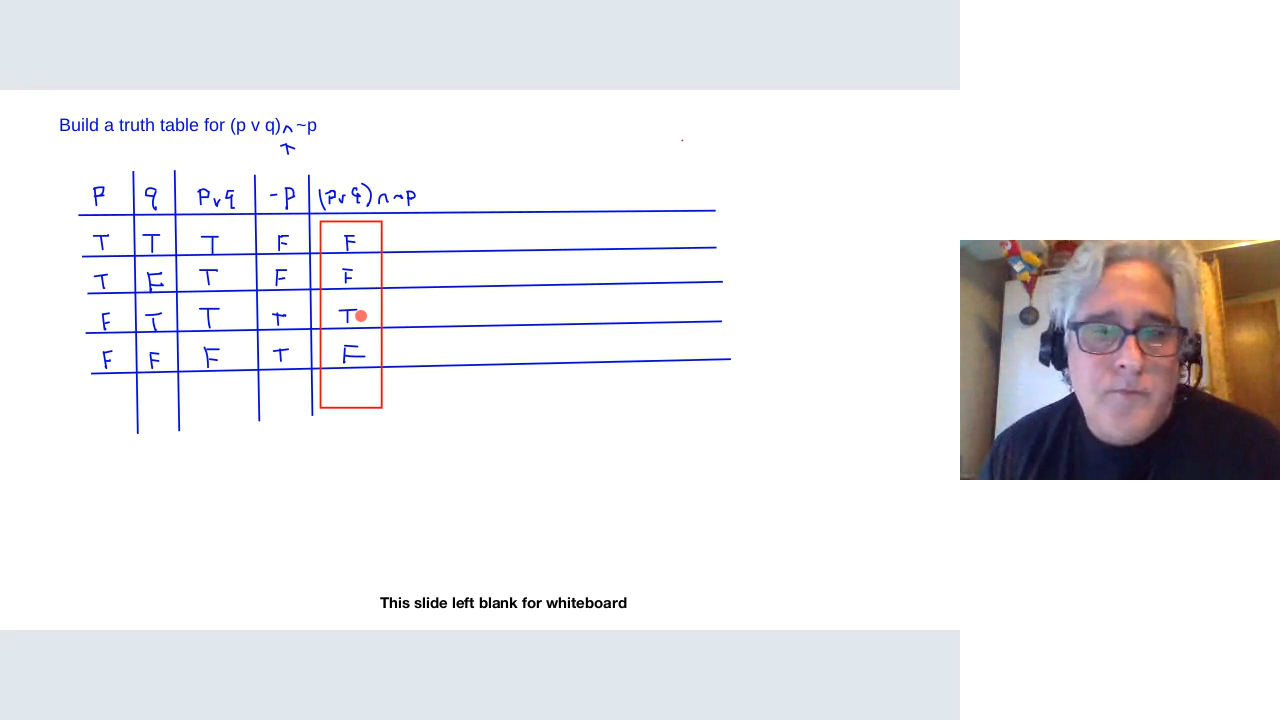 Build a truth table for (p v q)^ ~p
↑
P q P v q -P (P v q) ∩ ~P
T T T F F
T F T F F
F T T T T
F F F T F
This slide left blank for whiteboard